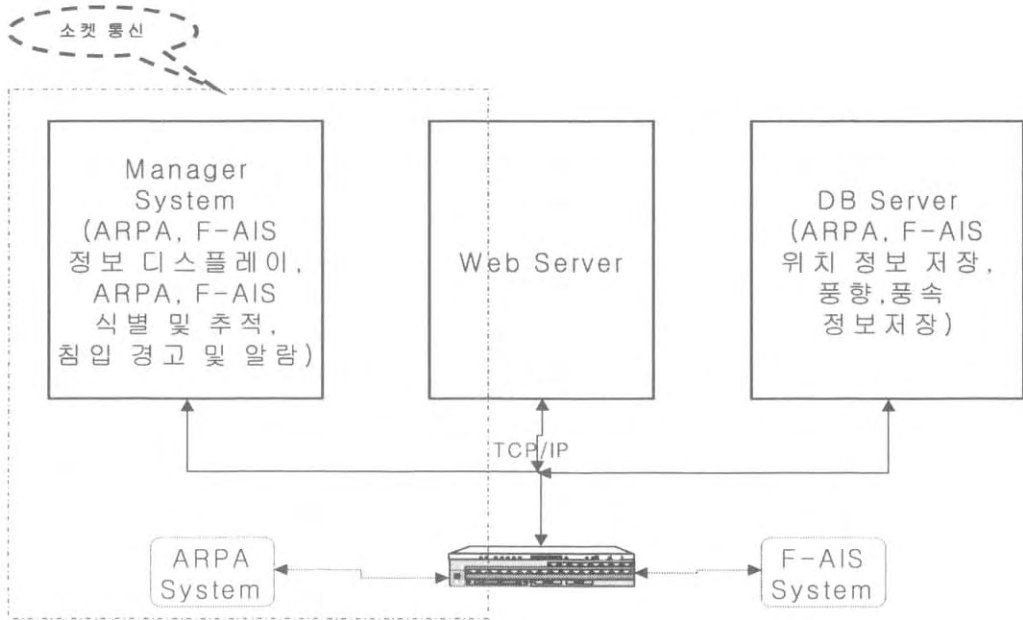 소켓 통신
Manager
System
(ARPA, F-AIS
정보 디스플레이,
ARPA, F-AIS
식별 및 추적,
침입 경고 및 알람)
Web Server
DB Server
(ARPA, F-AIS
위치 정보 저장,
풍향,풍속
정보저장)
TCP/IP
ARPA
System
F-AIS
System